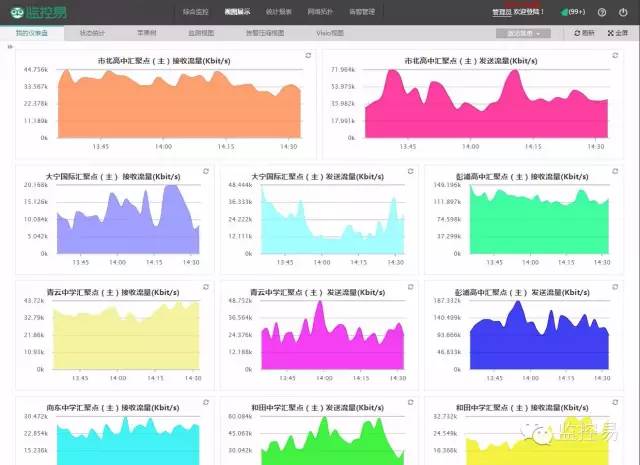 监控易
综合监控 视图展示 统计报表 网络拓扑 告警管理
管理员 欢迎登陆！ (99+)
我的仪表盘 状态统计 苹果树 监测视图 告警压缩视图 Visio视图
刷新 全屏
市北高中汇聚点（主）接收流量(Kbit/s)
44.756k
33.567k
22.378k
11.189k
0k
13:45 14:00 14:15 14:30
市北高中汇聚点（主）发送流量(Kbit/s)
71.984k
53.988k
35.992k
0k
13:45 14:00 14:15 14:30
大宁国际汇聚点（主）接收流量(Kbit/s)
20.168k
15.126k
10.084k
5.042k
0k
13:45 14:00 14:15 14:30
大宁国际汇聚点（主）发送流量(Kbit/s)
48.444k
36.333k
24.222k
12.111k
0k
13:45 14:00 14:15 14:30
彭浦高中汇聚点（主）接收流量(Kbit/s)
149.196k
111.897k
74.598k
37.299k
0k
13:45 14:00 14:15 14:30
青云中学汇聚点（主）接收流量(Kbit/s)
43.72k
32.79k
21.86k
10.93k
0k
13:45 14:00 14:15 14:30
青云中学汇聚点（主）发送流量(Kbit/s)
48.752k
36.564k
24.376k
12.188k
0k
13:45 14:00 14:15 14:30
彭浦高中汇聚点（主）发送流量(Kbit/s)
187.332k
140.499k
93.666k
46.833k
0k
13:45 14:00 14:15 14:30
向东中学汇聚点（主）接收流量(Kbit/s)
30.472k
22.854k
15.236k
和田中学汇聚点（主）发送流量(Kbit/s)
60.084k
45.063k
30.042k
和田中学汇聚点（主）接收流量(Kbit/s)
32.732k
24.549k
16.366k
监控易